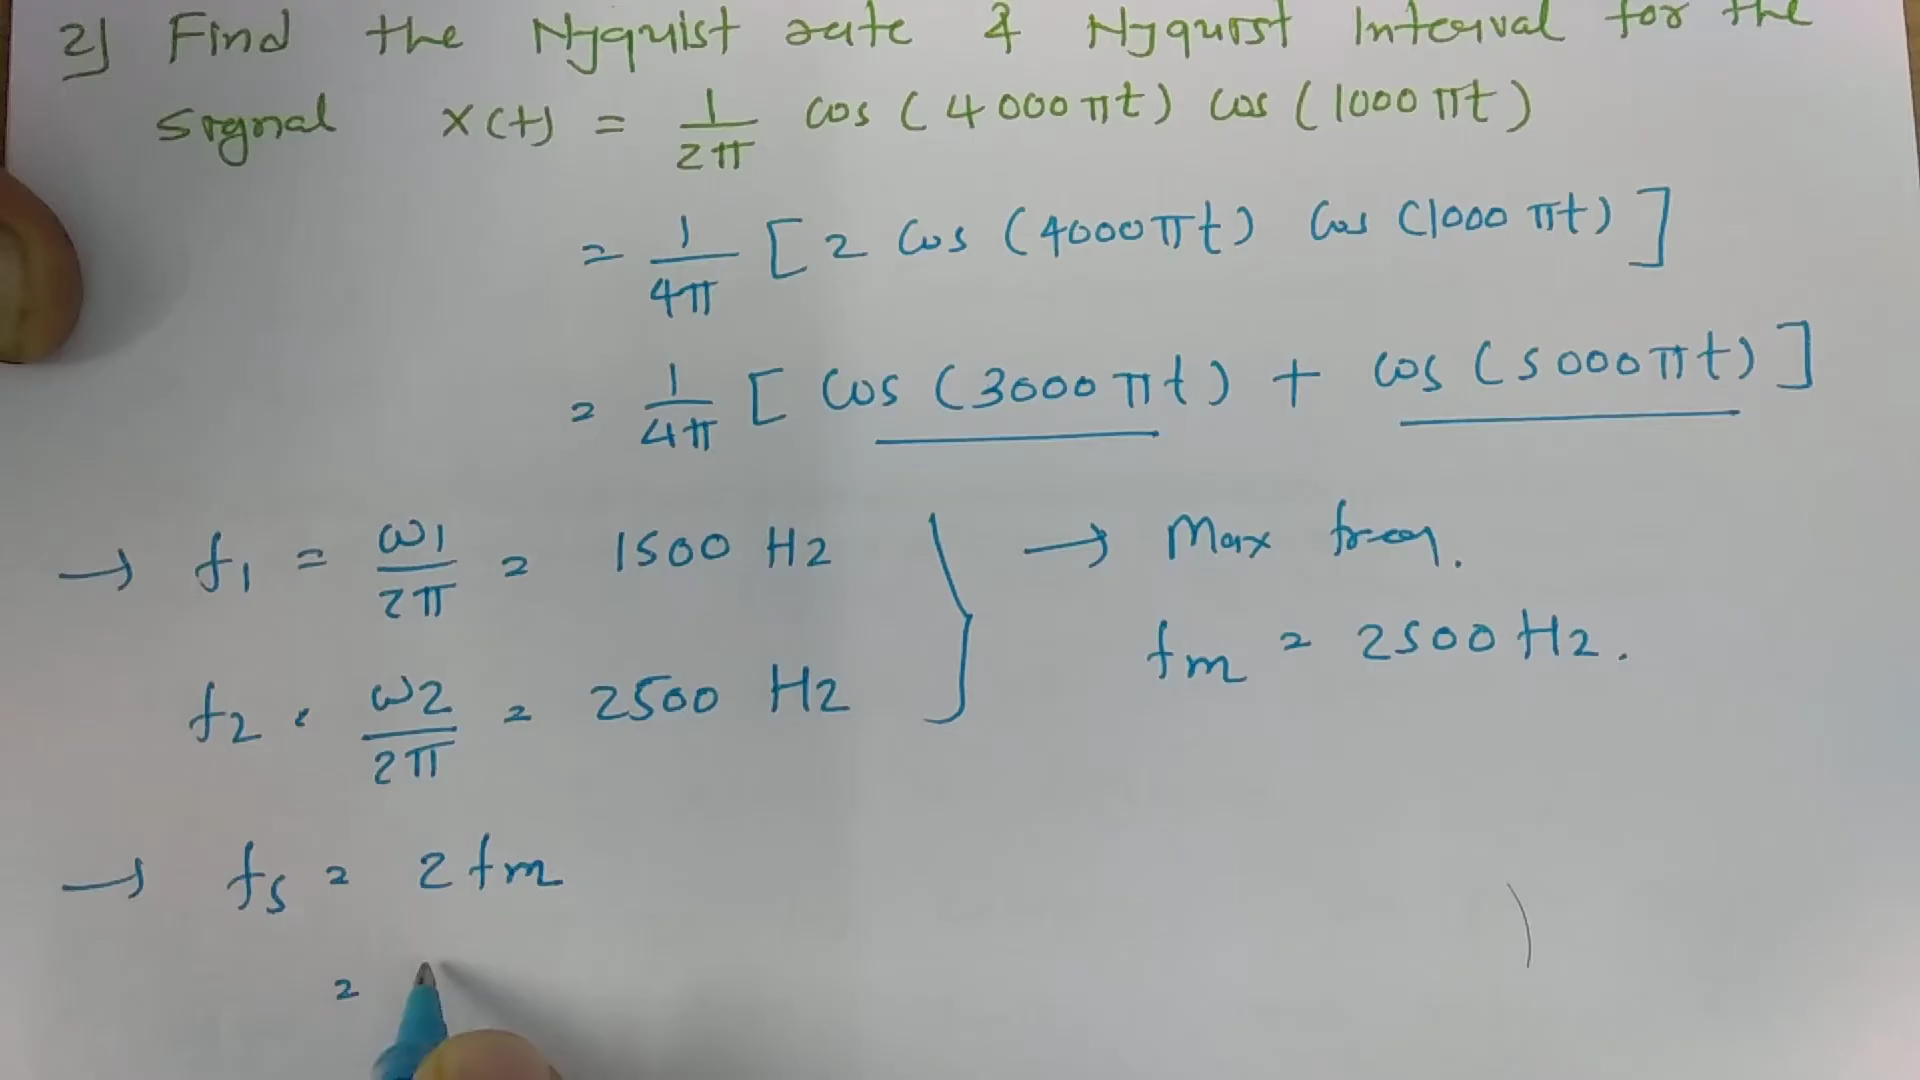 2) Find the Nyquist rate & Nyquist Interval for the
signal x(t) = 1/2π cos(4000πt) cos(1000πt)
= 1/4π [2 cos(4000πt) cos(1000πt)]
= 1/4π [cos(3000πt) + cos(5000πt)]
→ f1 = ω1/2π = 1500 Hz
→ Max freq.
fm = 2500 Hz.
f2 = ω2/2π = 2500 Hz
→ fs = 2fm
=